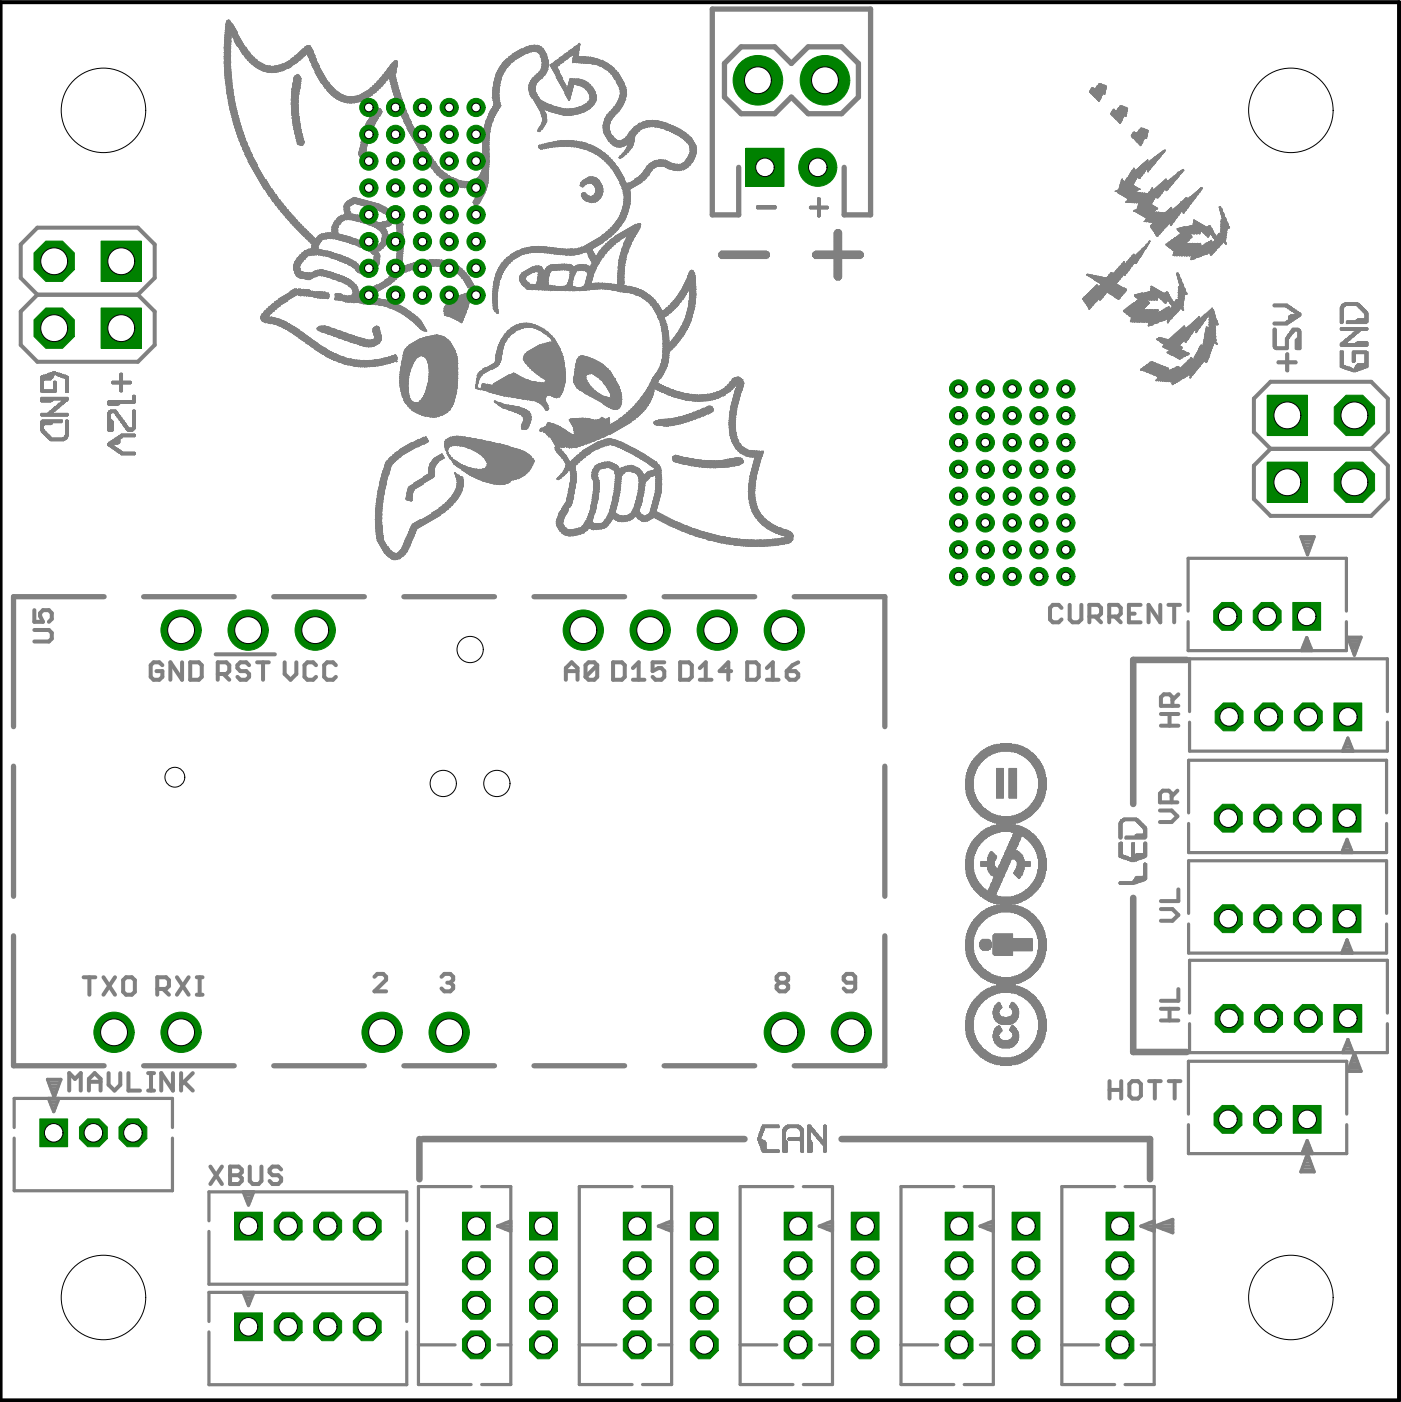 − +
− +
+5V GND
GND +12V
U5
CURRENT
GND RST VCC
A0 D15 D14 D16
HR
VR
LED
VL
HL
=
$
cc
TXO RXI 2 3 8 9
MAVLINK
HOTT
CAN
XBUS